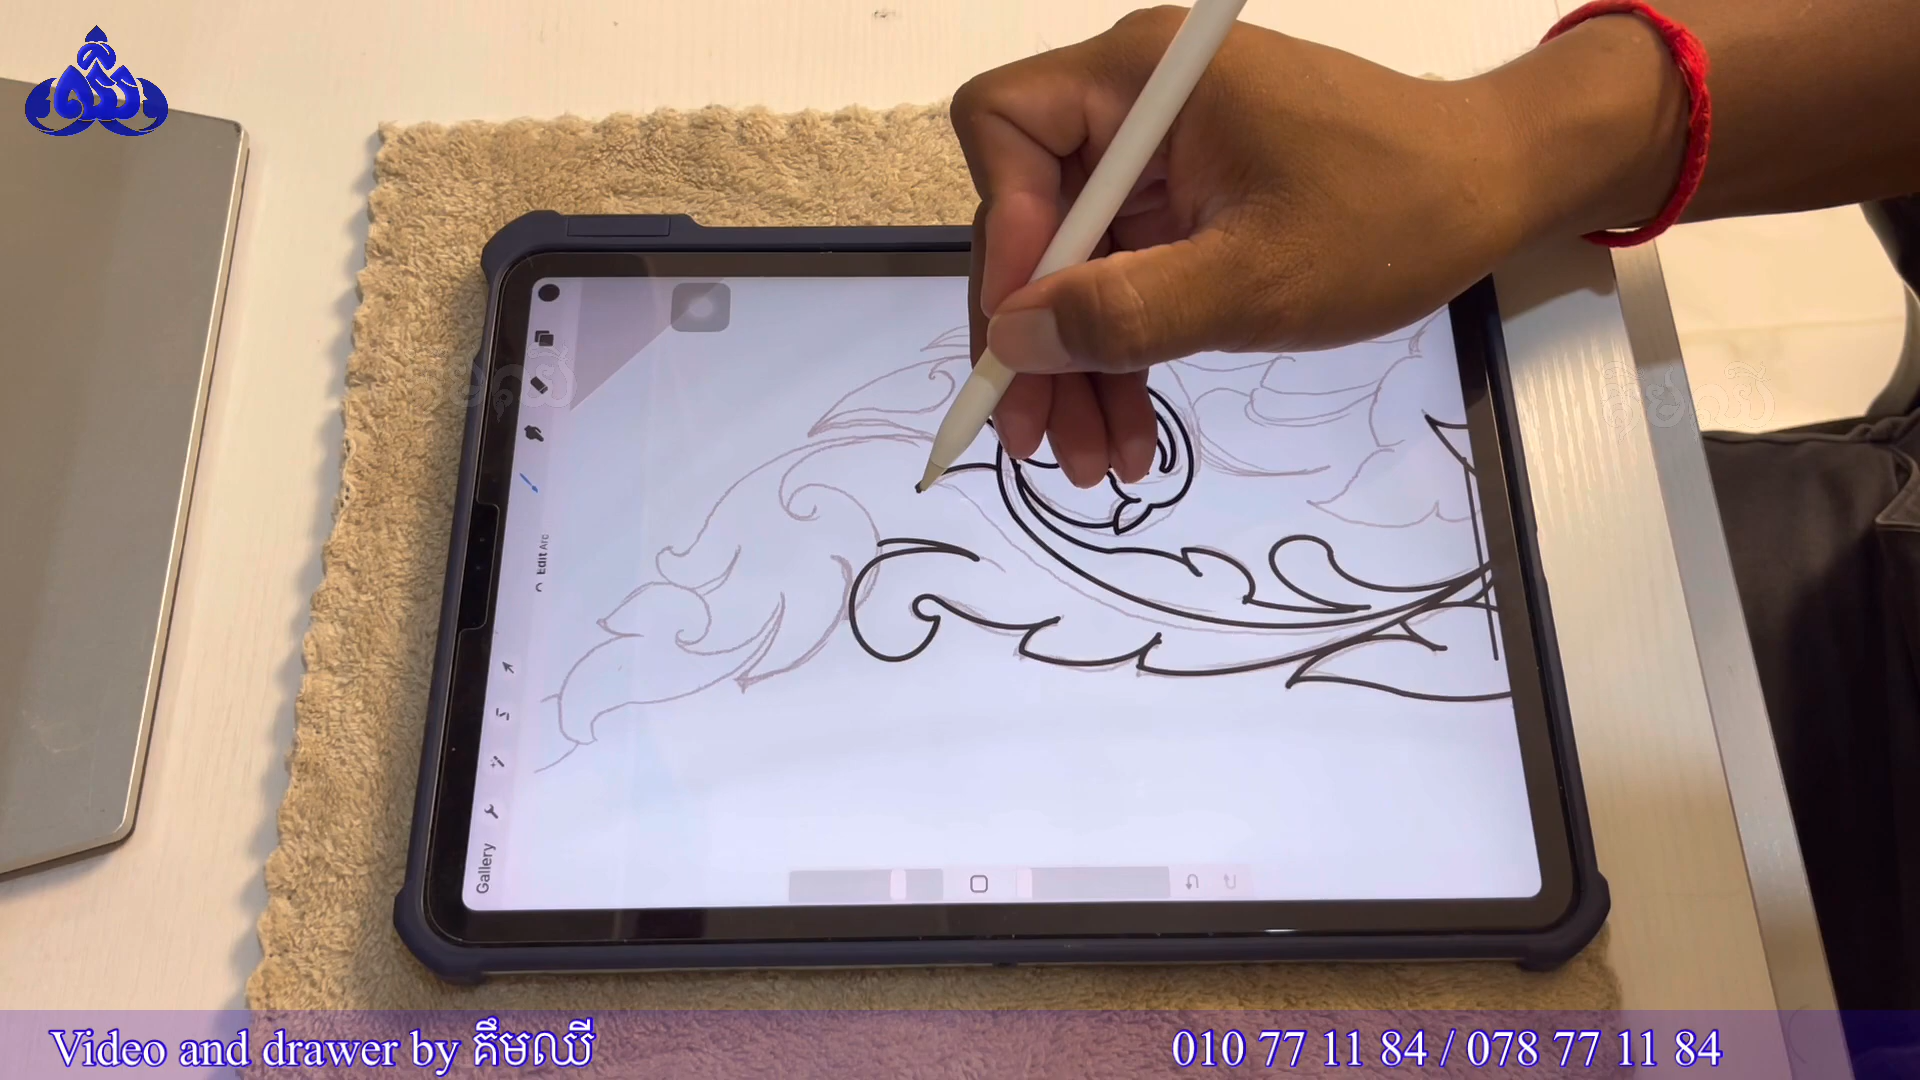 Edit Arc
Gallery
Video and drawer by គឹមឈី
010 77 11 84 / 078 77 11 84